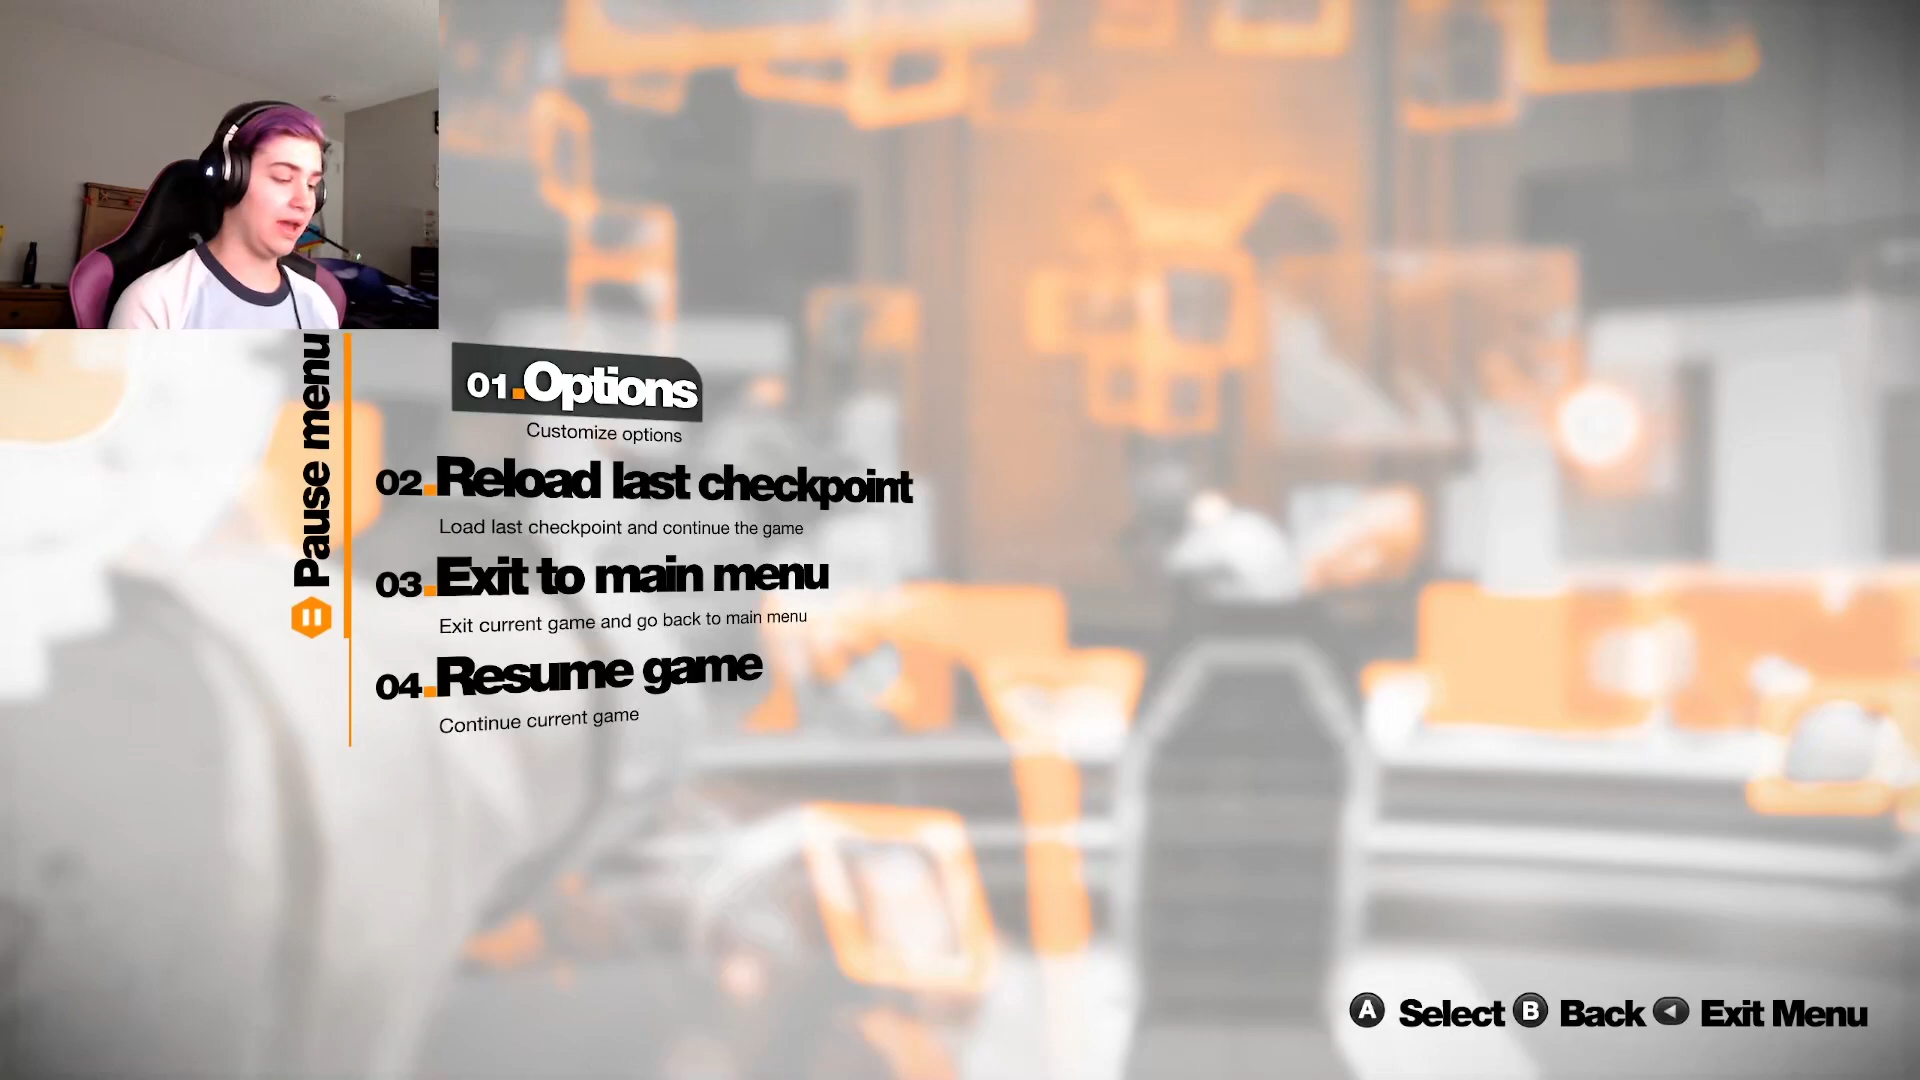 Pause menu
01.Options
Customize options
02.Reload last checkpoint
Load last checkpoint and continue the game
03.Exit to main menu
Exit current game and go back to main menu
04.Resume game
Continue current game
A Select B Back Exit Menu